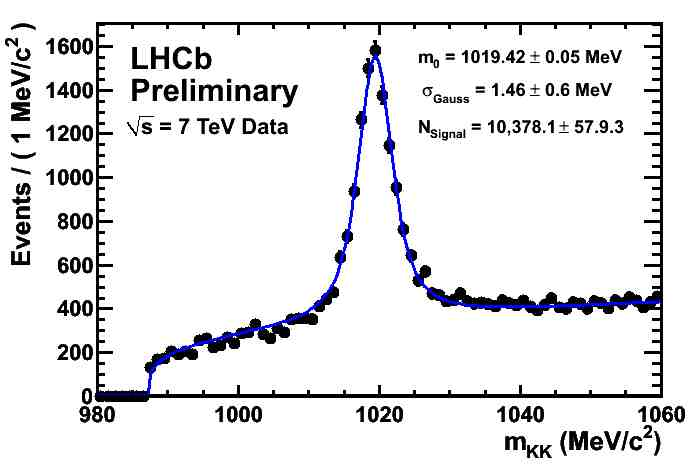 LHCb
Preliminary
√s = 7 TeV Data
m0 = 1019.42 ± 0.05 MeV
σGauss = 1.46 ± 0.6 MeV
NSignal = 10,378.1 ± 57.9.3
Events / ( 1 MeV/c²)
1600
1400
1200
1000
800
600
400
200
0
980 1000 1020 1040 1060
mKK (MeV/c²)